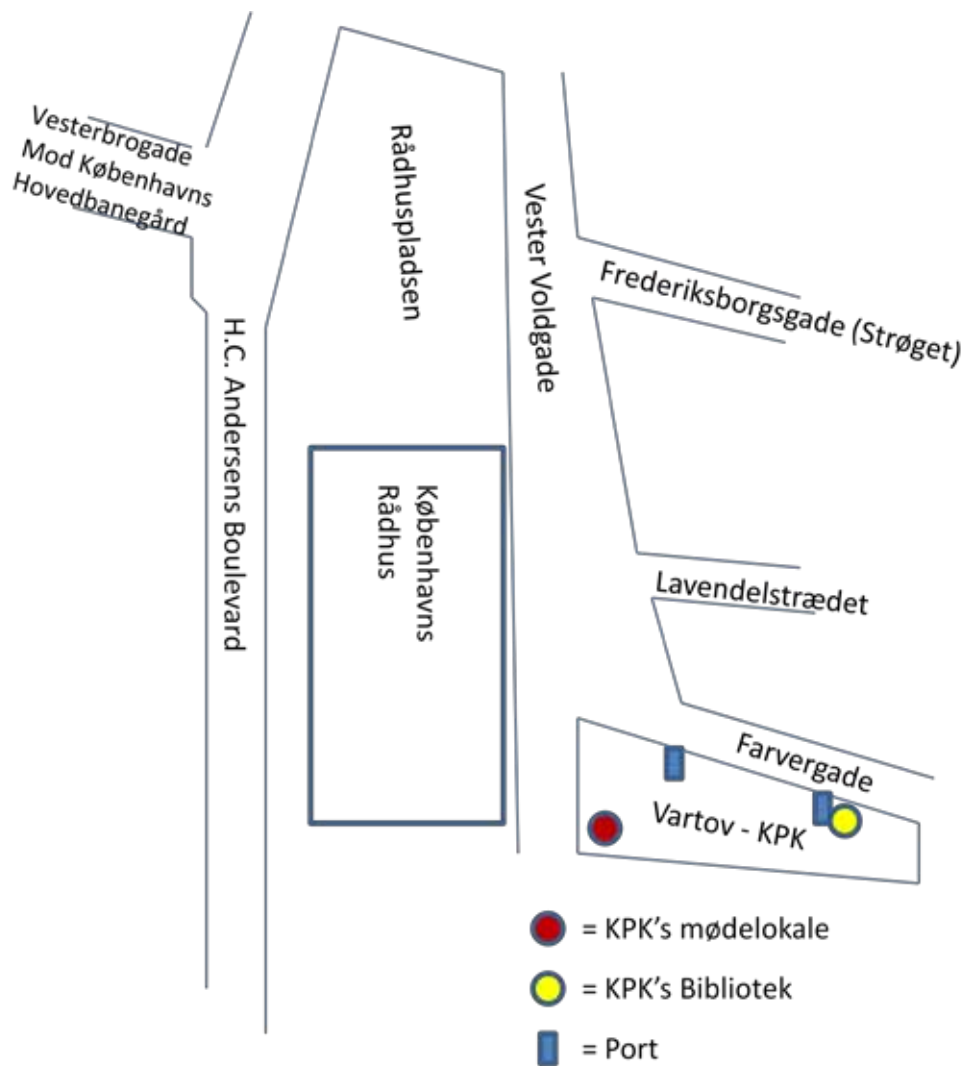 Vesterbrogade
Mod Københavns
Hovedbanegård
Rådhuspladsen
Vester Voldgade
Frederiksborgsgade (Strøget)
H.C. Andersens Boulevard
Københavns
Rådhus
Lavendelstrædet
Farvergade
Vartov - KPK
= KPK's mødelokale
= KPK's Bibliotek
= Port